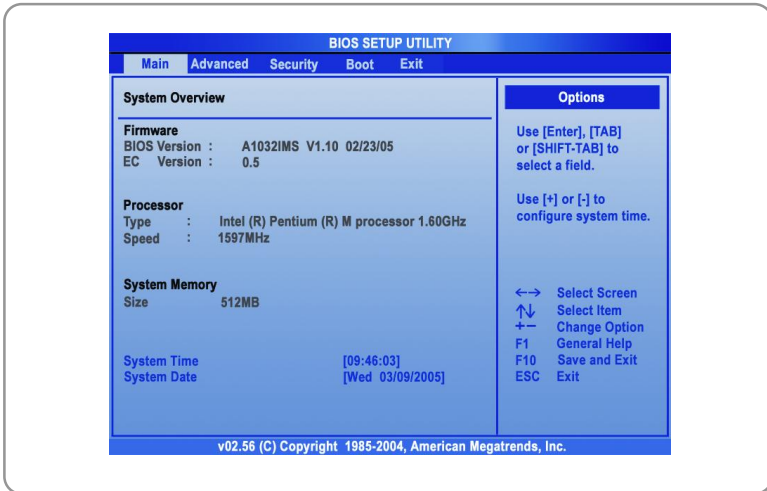 BIOS SETUP UTILITY
Main Advanced Security Boot Exit
System Overview
Firmware
BIOS Version : A1032IMS V1.10 02/23/05
EC Version : 0.5
Processor
Type : Intel (R) Pentium (R) M processor 1.60GHz
Speed : 1597MHz
System Memory
Size 512MB
System Time [09:46:03]
System Date [Wed 03/09/2005]
Options
Use [Enter], [TAB]
or [SHIFT-TAB] to
select a field.
Use [+] or [-] to
configure system time.
←→ Select Screen
↑↓ Select Item
+− Change Option
F1 General Help
F10 Save and Exit
ESC Exit
v02.56 (C) Copyright 1985-2004, American Megatrends, Inc.